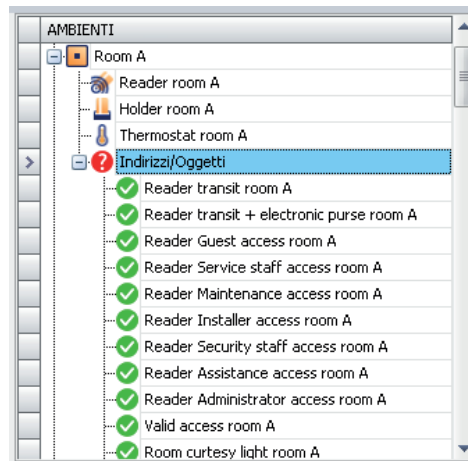 AMBIENTI
Room A
Reader room A
Holder room A
Thermostat room A
Indirizzi/Oggetti
Reader transit room A
Reader transit + electronic purse room A
Reader Guest access room A
Reader Service staff access room A
Reader Maintenance access room A
Reader Installer access room A
Reader Security staff access room A
Reader Assistance access room A
Reader Administrator access room A
Valid access room A
Room curtesy light room A